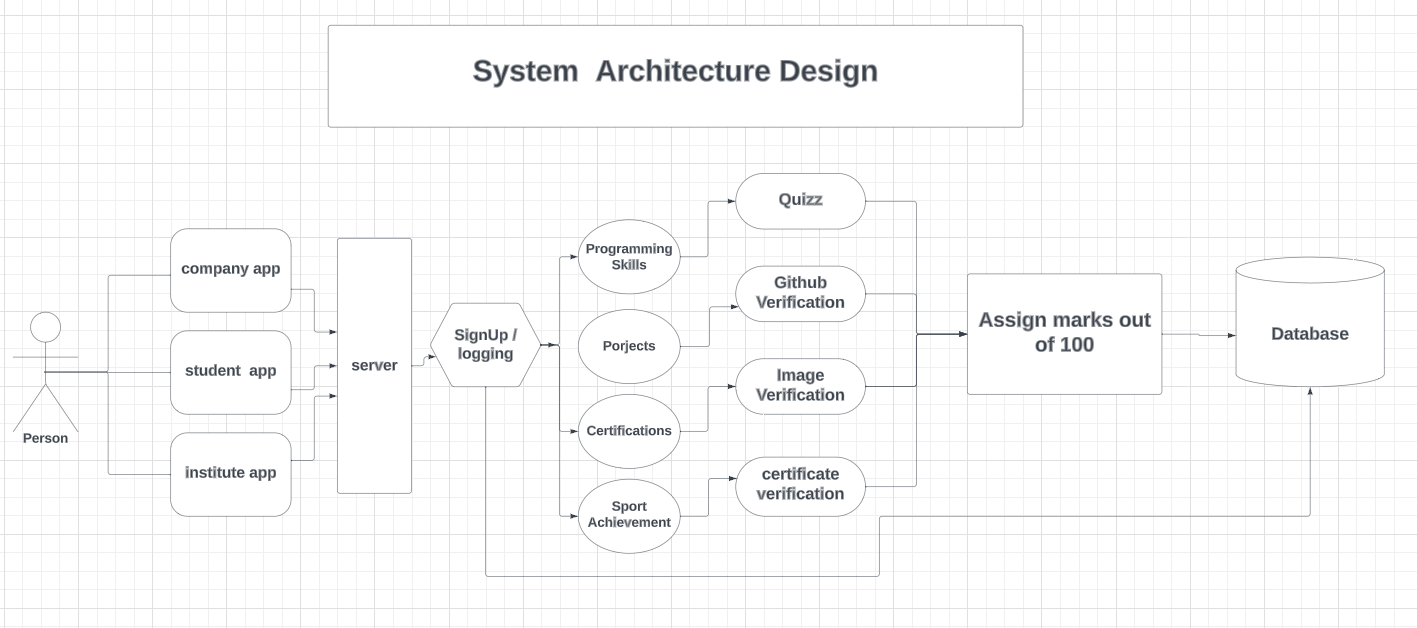 System Architecture Design
Quizz
Programming
Skills
company app
Github
Verification
Assign marks out
of 100
SignUp /
logging
Database
Porjects
server
student app
Image
Verification
Certifications
Person
institute app
certificate
verification
Sport
Achievement